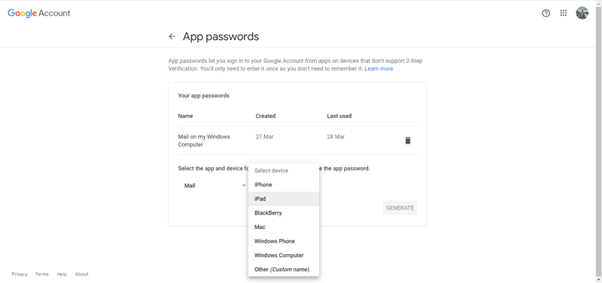 Google Account
App passwords
App passwords let you sign in to your Google Account from apps on devices that don't support 2-Step
Verification. You'll only need to enter it once so you don't need to remember it. Learn more
Your app passwords
Name Created Last used
Mail on my Windows 27 Mar 28 Mar
Computer
Select the app and device fo e the app password.
Mail
Select device
iPhone
iPad
BlackBerry
Mac
Windows Phone
Windows Computer
Other (Custom name)
GENERATE
Privacy Terms Help About